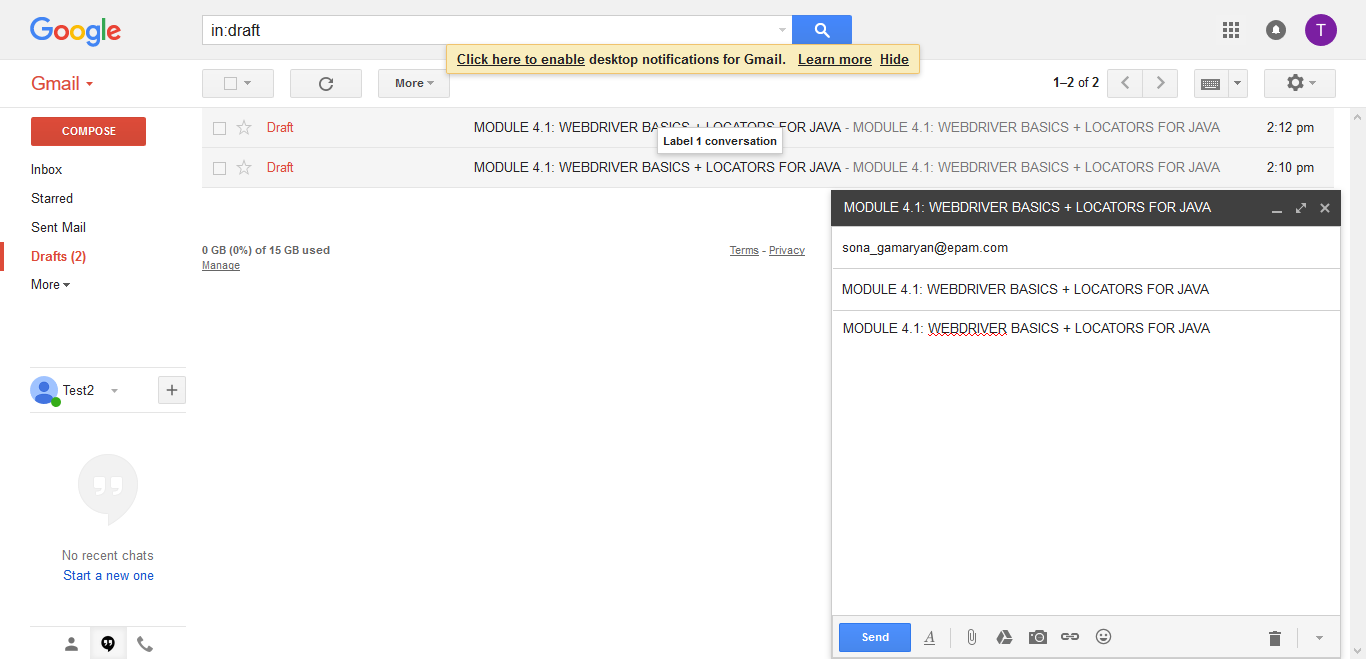 Google
in:draft
T
Click here to enable desktop notifications for Gmail. Learn more Hide
Gmail
More
1–2 of 2
COMPOSE
Inbox
Starred
Sent Mail
Drafts (2)
More
Draft MODULE 4.1: WEBDRIVER BASICS + LOCATORS FOR JAVA - MODULE 4.1: WEBDRIVER BASICS + LOCATORS FOR JAVA 2:12 pm
Label 1 conversation
Draft MODULE 4.1: WEBDRIVER BASICS + LOCATORS FOR JAVA - MODULE 4.1: WEBDRIVER BASICS + LOCATORS FOR JAVA 2:10 pm
0 GB (0%) of 15 GB used
Manage
Terms - Privacy
Test2
No recent chats
Start a new one
MODULE 4.1: WEBDRIVER BASICS + LOCATORS FOR JAVA
sona_gamaryan@epam.com
MODULE 4.1: WEBDRIVER BASICS + LOCATORS FOR JAVA
MODULE 4.1: WEBDRIVER BASICS + LOCATORS FOR JAVA
Send
A